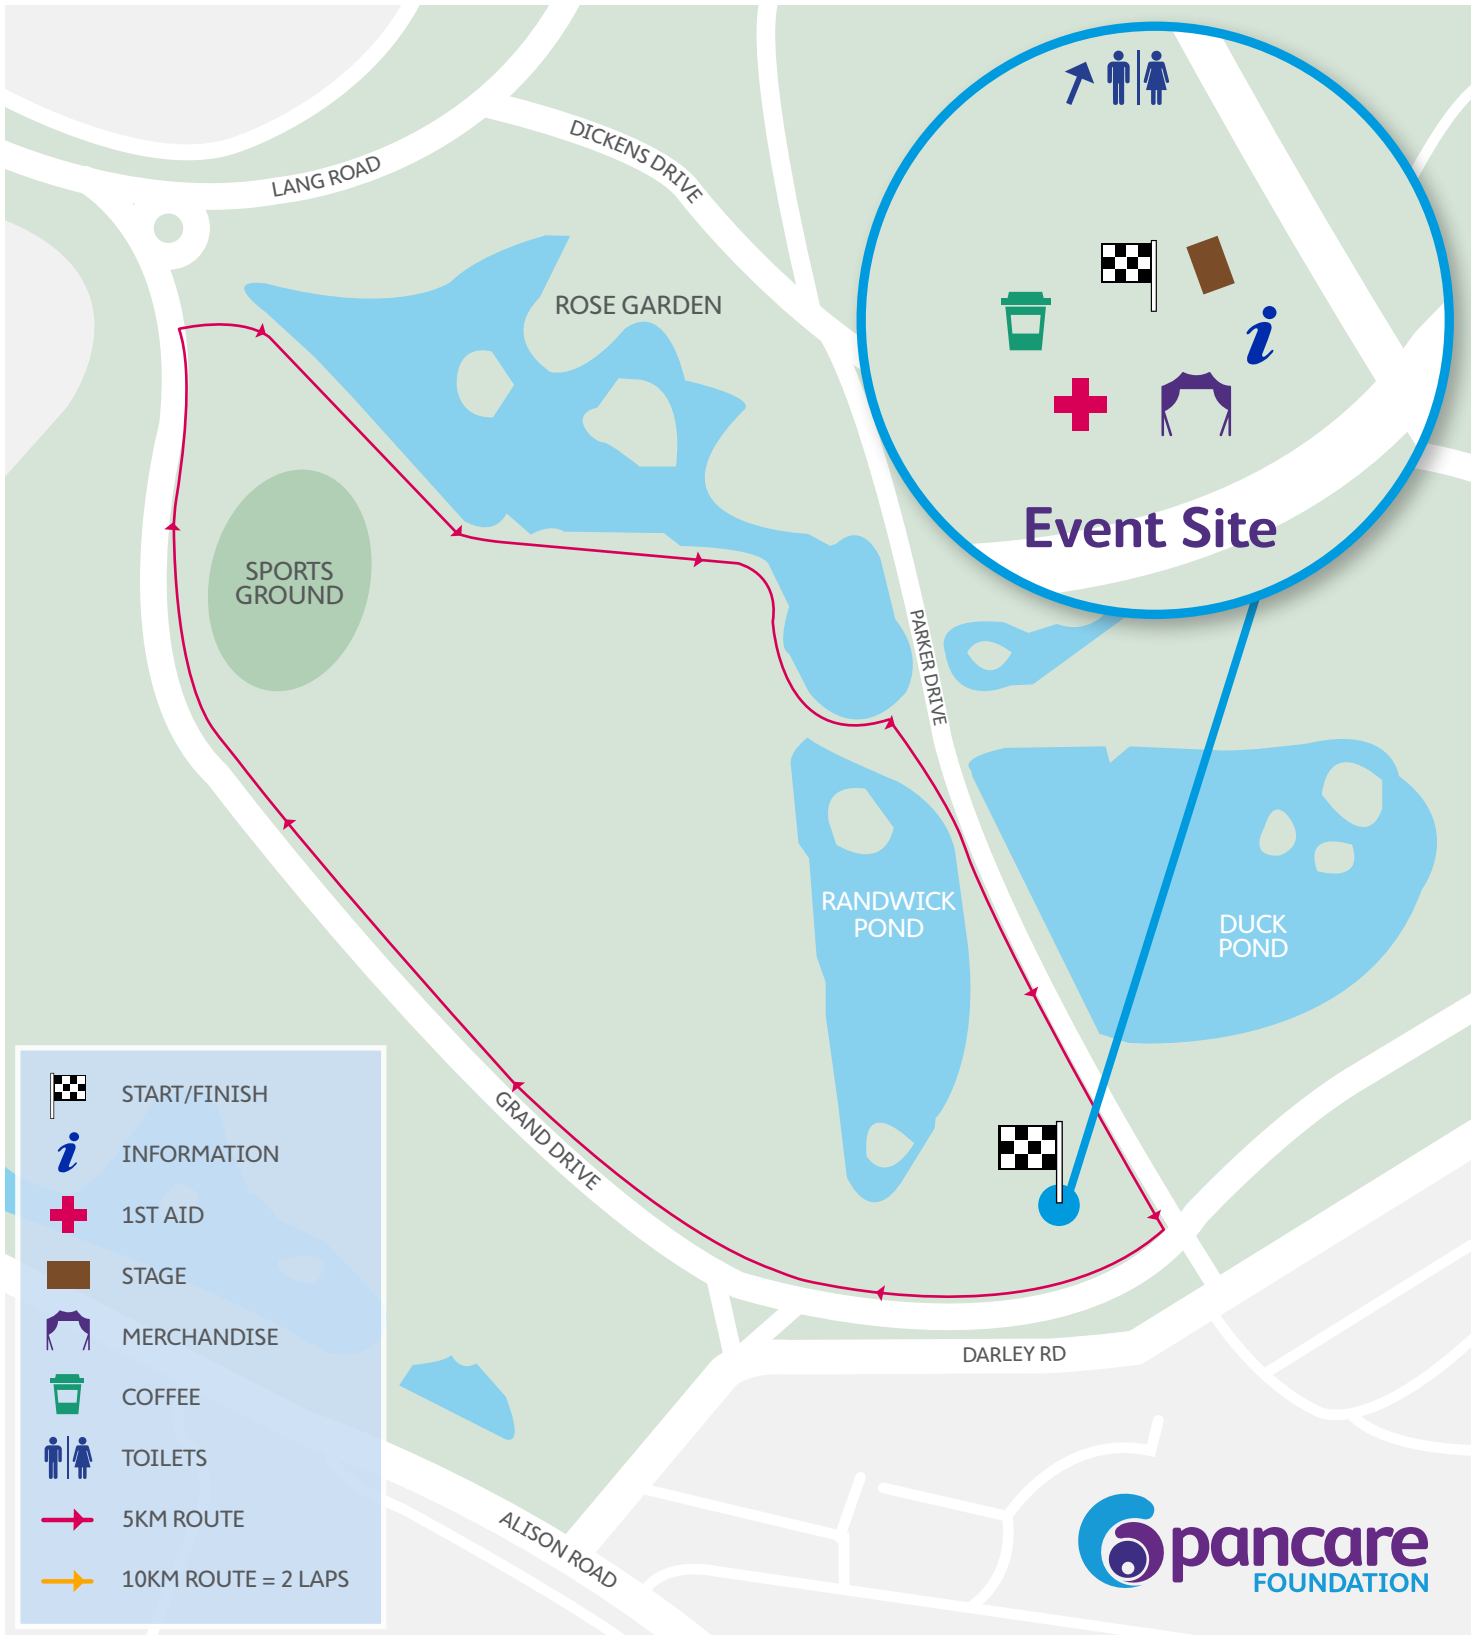 DICKENS DRIVE
LANG ROAD
ROSE GARDEN
Event Site
SPORTS
GROUND
PARKER DRIVE
RANDWICK
POND
DUCK
POND
GRAND DRIVE
DARLEY RD
ALISON ROAD
START/FINISH
i INFORMATION
1ST AID
STAGE
MERCHANDISE
COFFEE
TOILETS
5KM ROUTE
10KM ROUTE = 2 LAPS
pancare
FOUNDATION